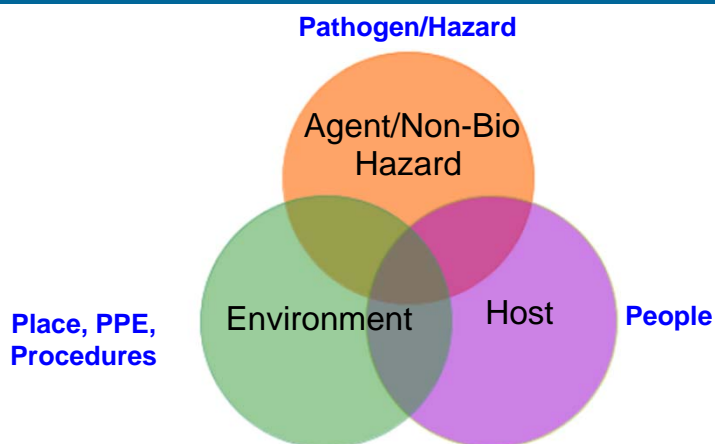 Pathogen/Hazard
Agent/Non-Bio
Hazard
Environment
Host
Place, PPE,
Procedures
People